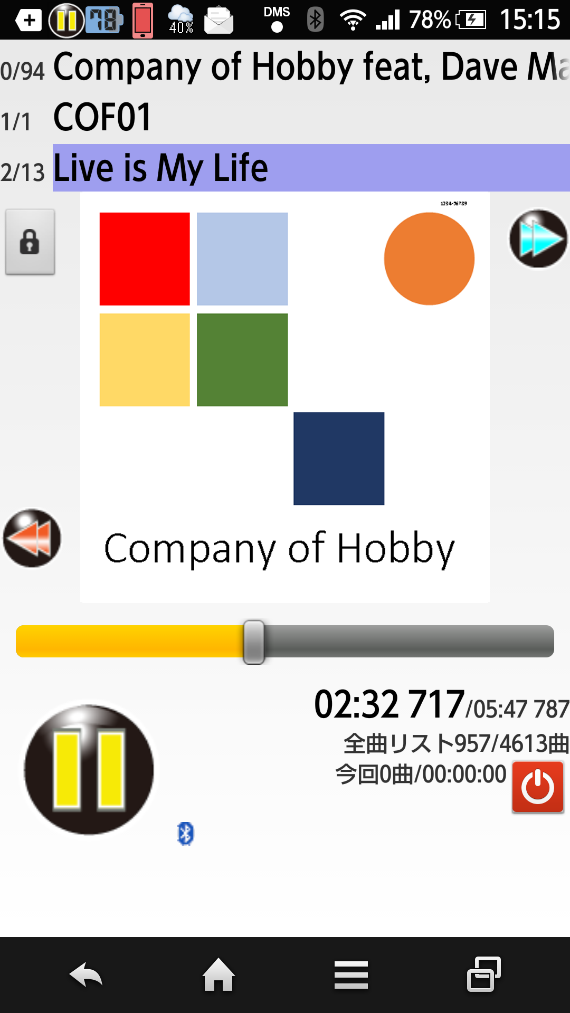 78
40%
DMS
78%
15:15
0/94 Company of Hobby feat, Dave Ma
1/1 COF01
2/13 Live is My Life
Company of Hobby
02:32 717/05:47 787
全曲リスト957/4613曲
今回0曲/00:00:00